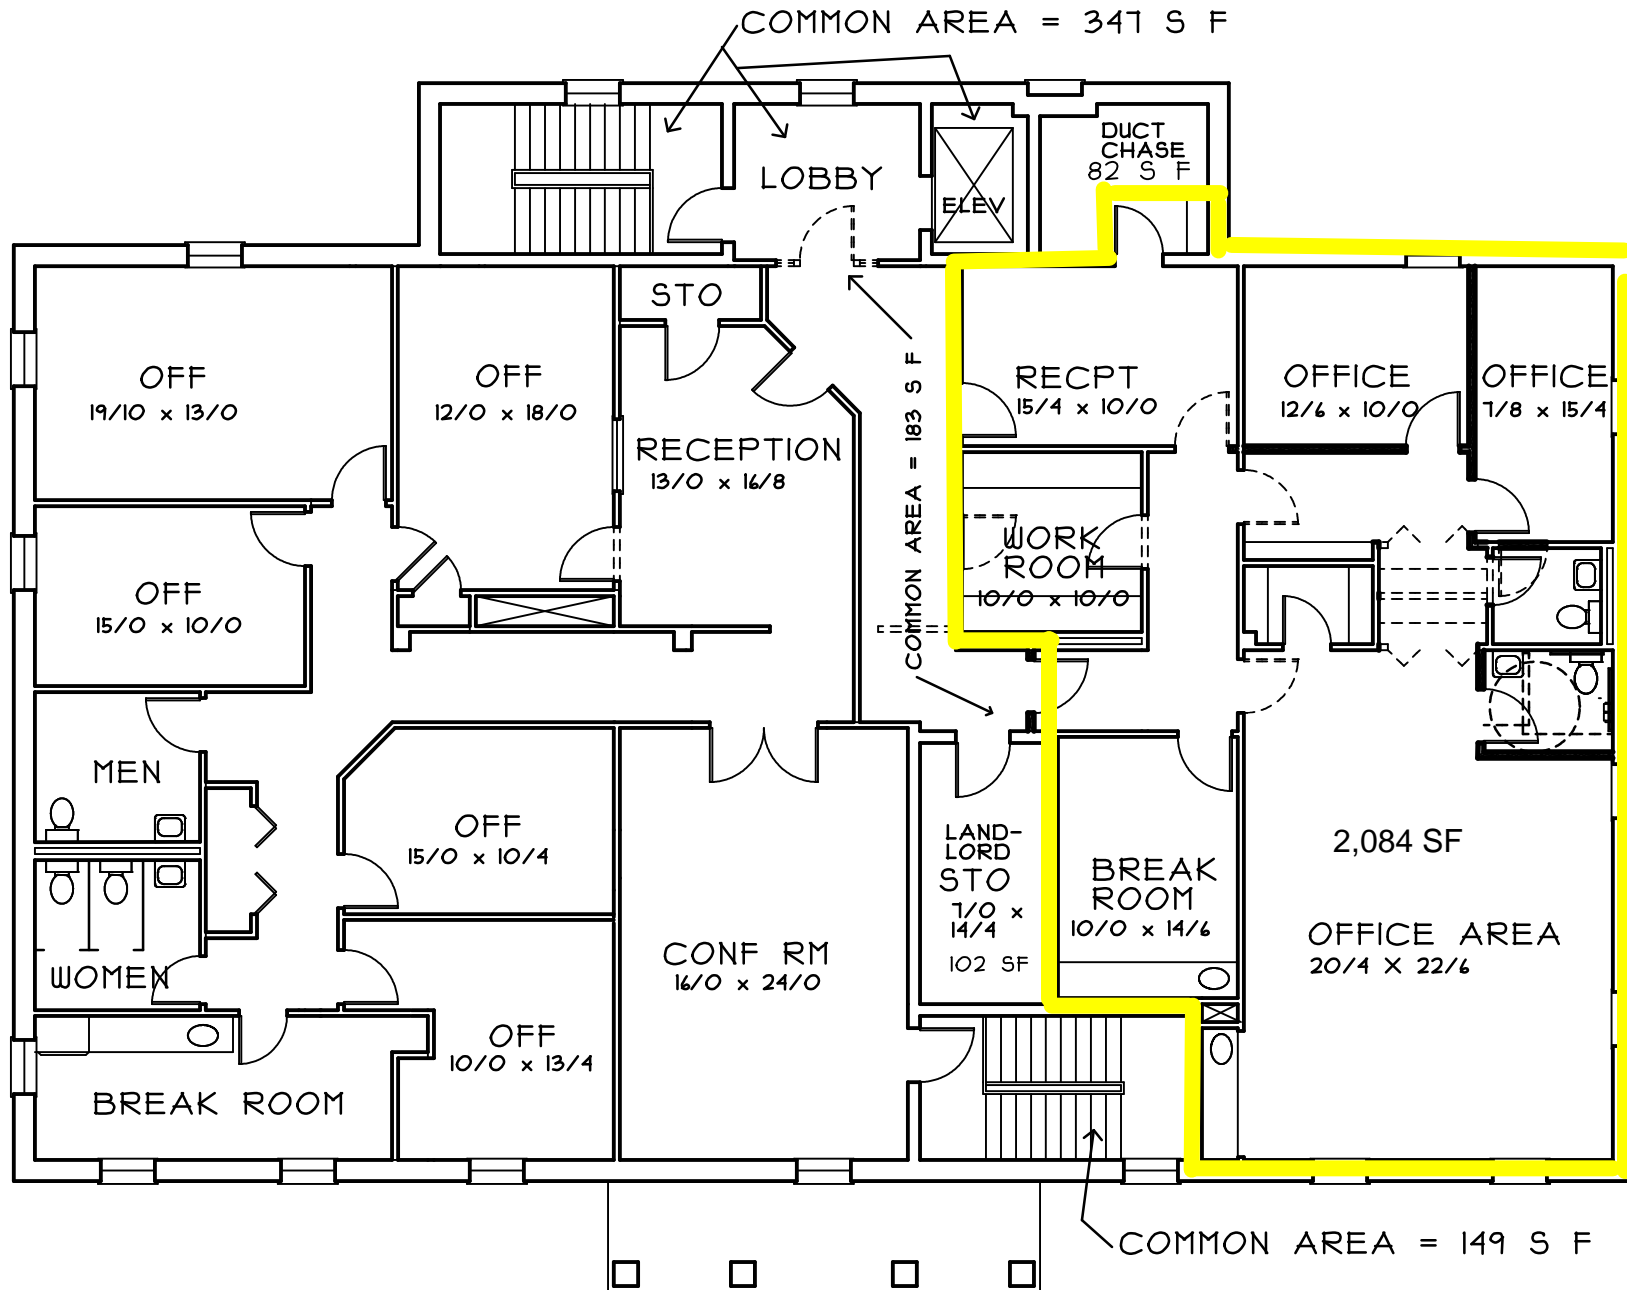 COMMON AREA = 347 S F
DUCT
CHASE
82 S F
LOBBY
ELEV
STO
OFF
19/10 x 13/0
OFF
12/0 x 18/0
RECEPTION
13/0 x 16/8
COMMON AREA = 183 S F
RECPT
15/4 x 10/0
OFFICE
12/6 x 10/0
OFFICE
7/8 x 15/4
WORK
ROOM
10/0 x 10/0
OFF
15/0 x 10/0
MEN
WOMEN
OFF
15/0 x 10/4
OFF
10/0 x 13/4
BREAK ROOM
CONF RM
16/0 x 24/0
LAND-
LORD
STO
7/0 x
14/4
102 SF
BREAK
ROOM
10/0 x 14/6
2,084 SF
OFFICE AREA
20/4 X 22/6
COMMON AREA = 149 S F